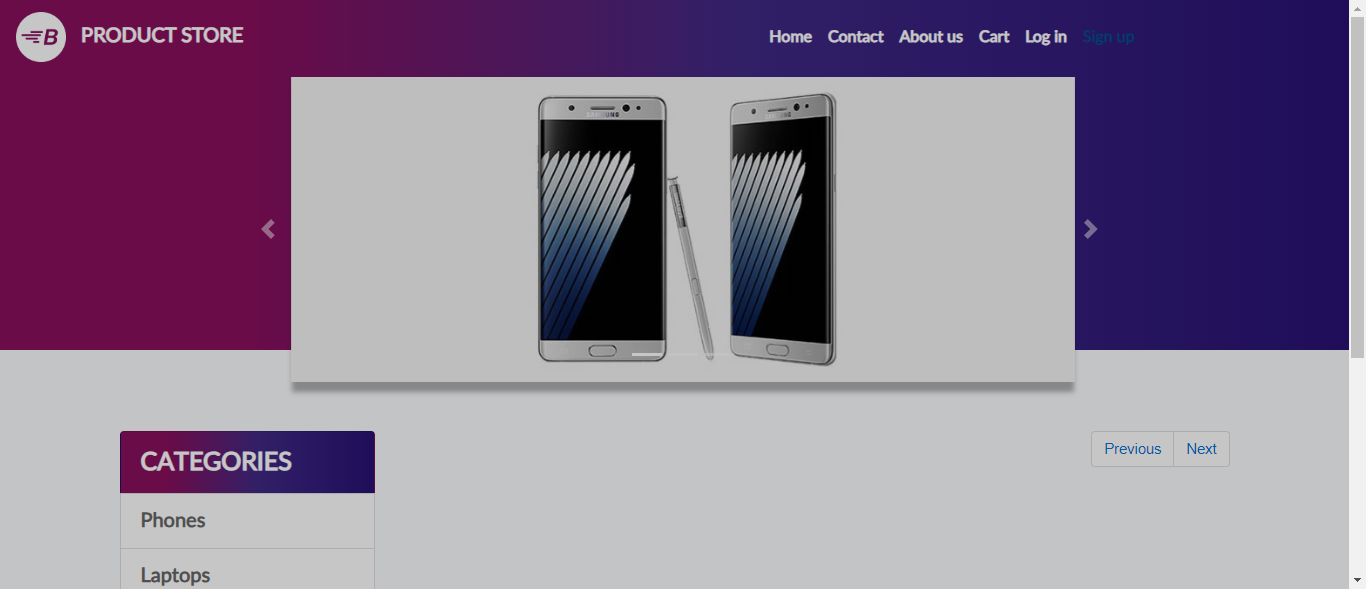 B PRODUCT STORE Home Contact About us Cart Log in Sign up
SAMSUNG SAMSUNG
CATEGORIES
Previous Next
Phones
Laptops